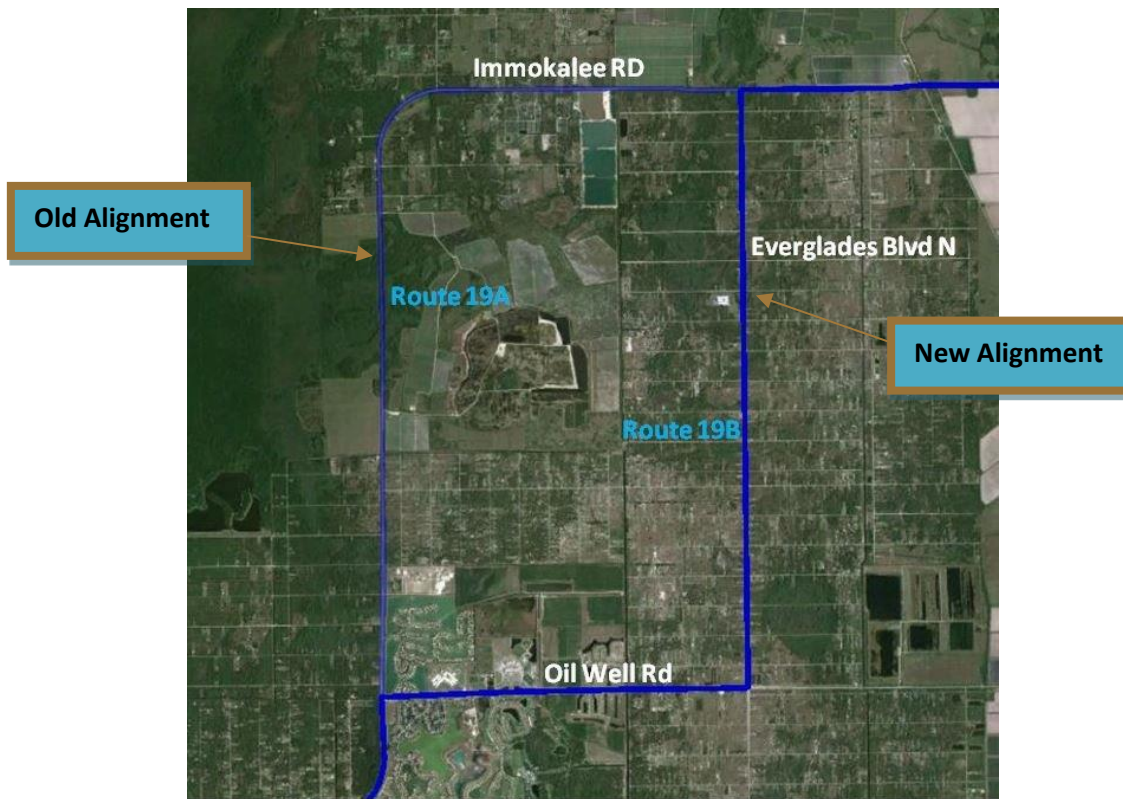 Immokalee RD
Old Alignment
Everglades Blvd N
Route 19A
New Alignment
Route 19B
Oil Well Rd